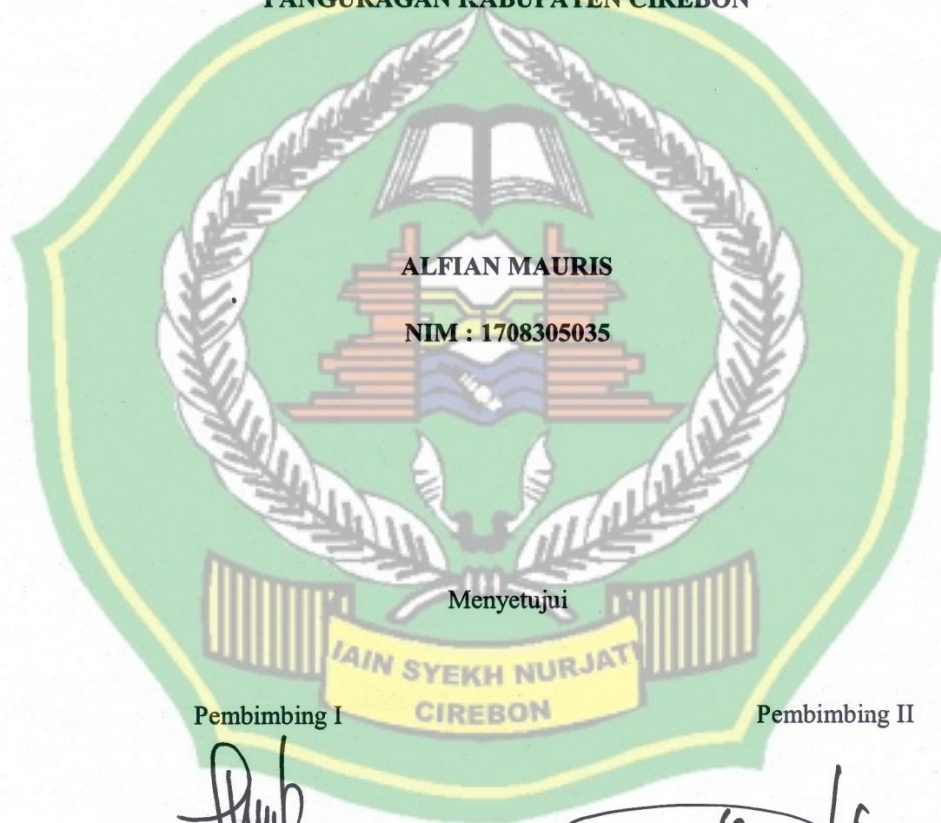 PANGURAGAN KABUPATEN CIREBON
ALFIAN MAURIS
NIM : 1708305035
Menyetujui
IAIN SYEKH NURJATI
CIREBON
Pembimbing I
Pembimbing II